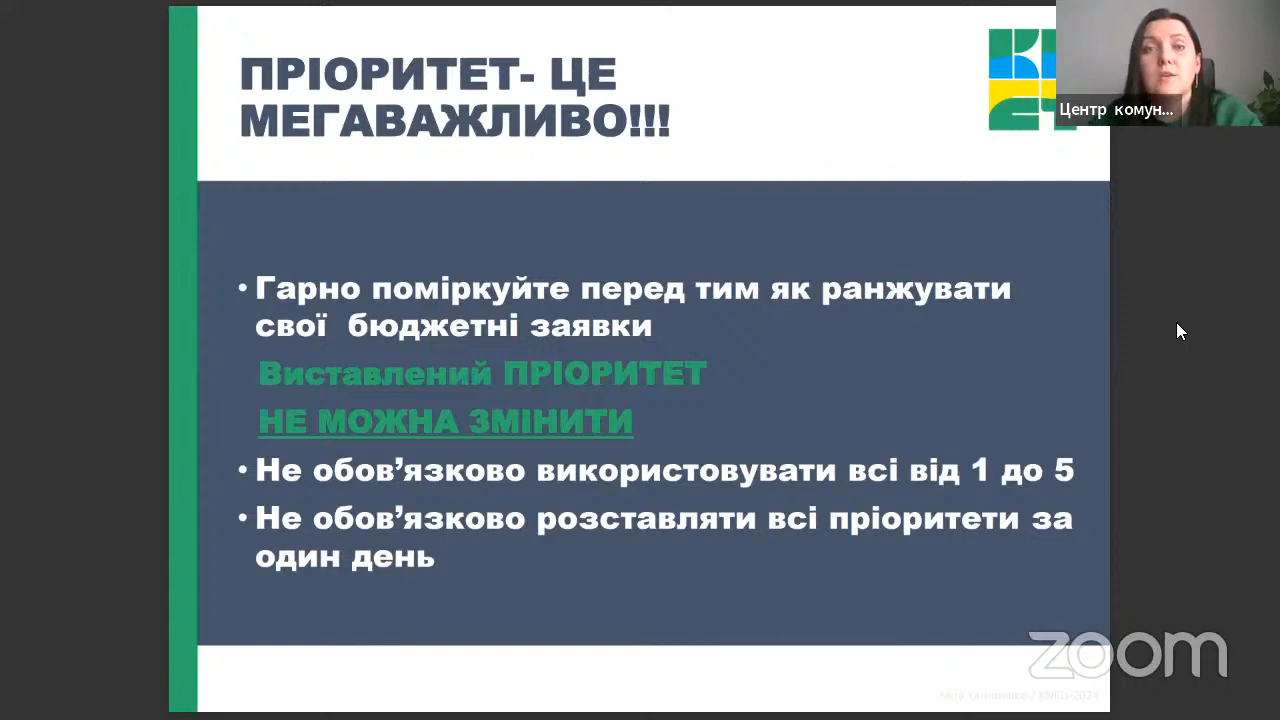 ПРІОРИТЕТ- ЦЕ
МЕГАВАЖЛИВО!!!
Центр комун...
• Гарно поміркуйте перед тим як ранжувати
свої бюджетні заявки
Виставлений ПРІОРИТЕТ
НЕ МОЖНА ЗМІНИТИ
• Не обов’язково використовувати всі від 1 до 5
• Не обов’язково розставляти всі пріоритети за
один день
zoom